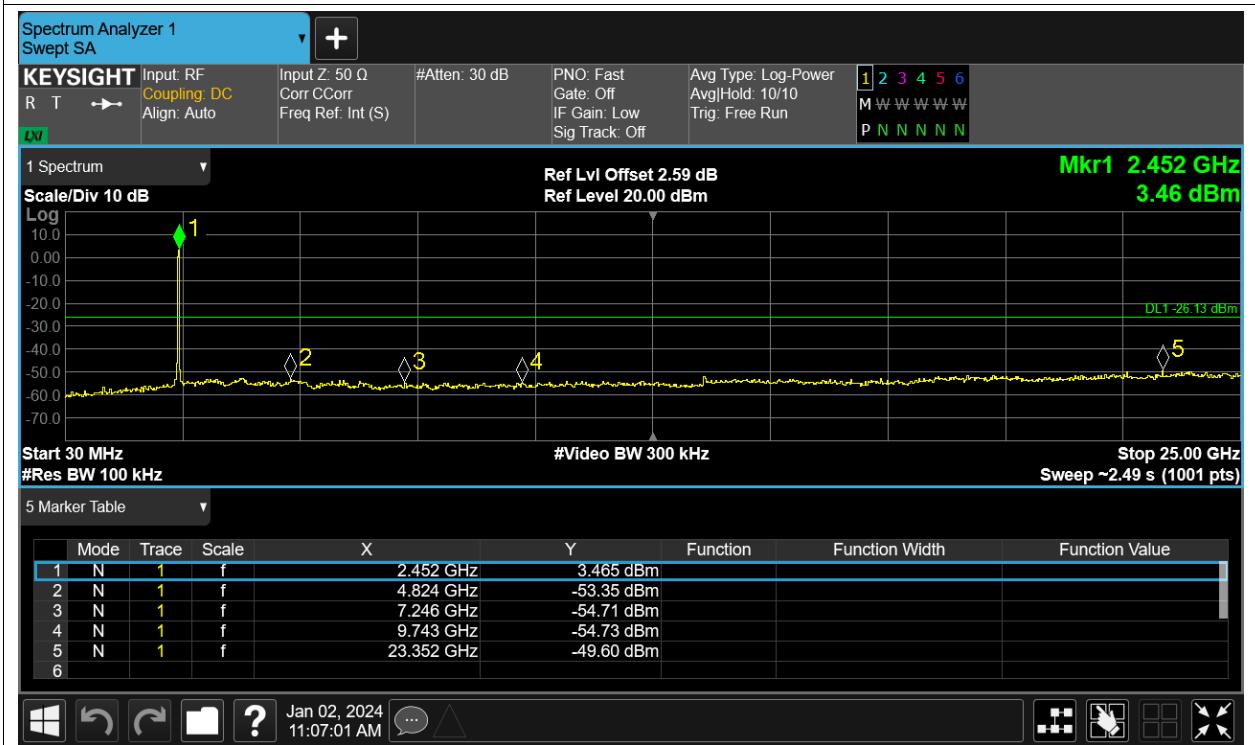 Spectrum Analyzer 1
Swept SA
+
KEYSIGHT
R T
LXI
Input: RF
Coupling: DC
Align: Auto
Input Z: 50 Ω
Corr CCorr
Freq Ref: Int (S)
#Atten: 30 dB
PNO: Fast
Gate: Off
IF Gain: Low
Sig Track: Off
Avg Type: Log-Power
Avg|Hold: 10/10
Trig: Free Run
1 2 3 4 5 6
M W W W W W
P N N N N N
1 Spectrum
Scale/Div 10 dB
Ref Lvl Offset 2.59 dB
Ref Level 20.00 dBm
Mkr1 2.452 GHz
3.46 dBm
Log
10.0
0.00
-10.0
-20.0
-30.0
-40.0
-50.0
-60.0
-70.0
1
2
3
4
5
DL1 -26.13 dBm
Start 30 MHz
#Res BW 100 kHz
#Video BW 300 kHz
Stop 25.00 GHz
Sweep ~2.49 s (1001 pts)
5 Marker Table
Mode Trace Scale X Y Function Function Width Function Value
1 N 1 f 2.452 GHz 3.465 dBm
2 N 1 f 4.824 GHz -53.35 dBm
3 N 1 f 7.246 GHz -54.71 dBm
4 N 1 f 9.743 GHz -54.73 dBm
5 N 1 f 23.352 GHz -49.60 dBm
6
?
Jan 02, 2024
11:07:01 AM